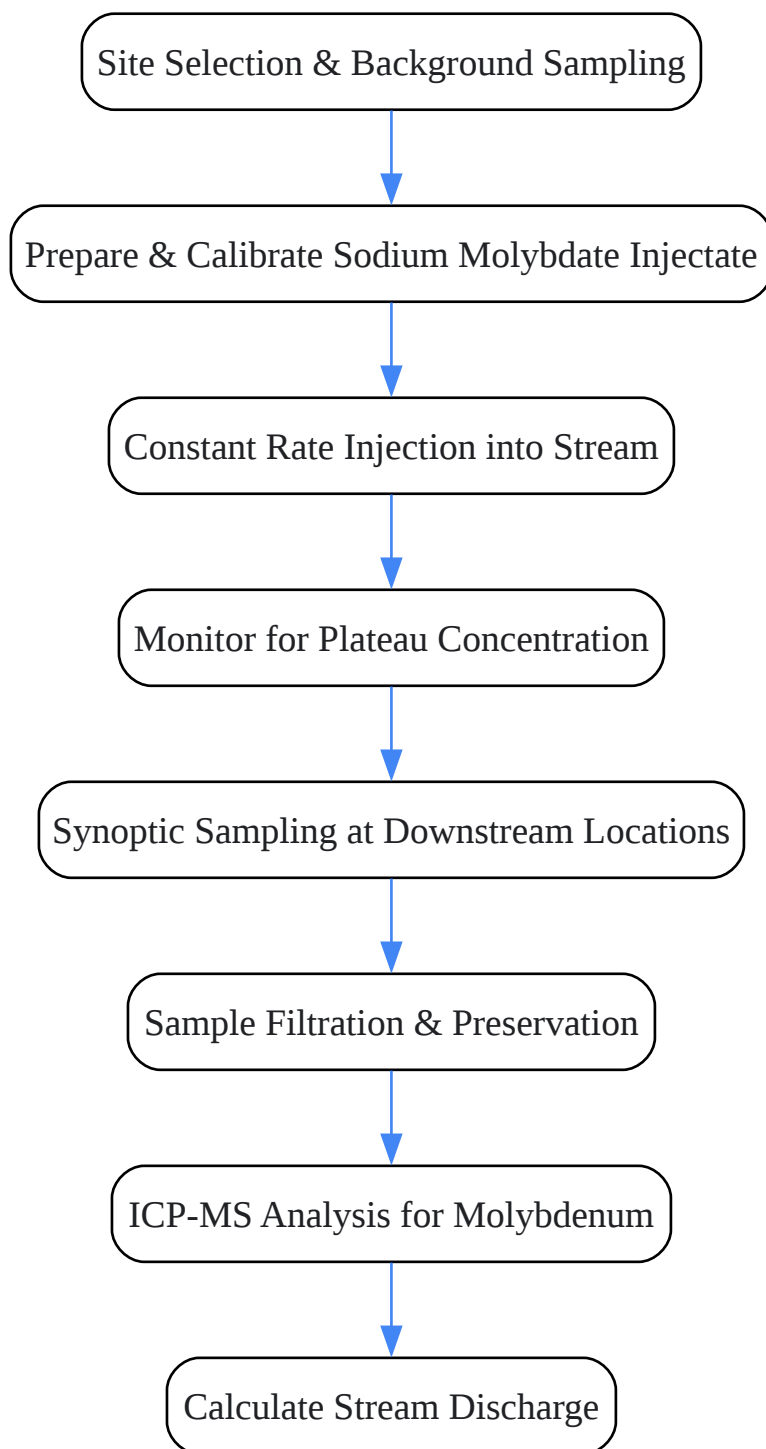 Site Selection & Background Sampling
Prepare & Calibrate Sodium Molybdate Injectate
Constant Rate Injection into Stream
Monitor for Plateau Concentration
Synoptic Sampling at Downstream Locations
Sample Filtration & Preservation
ICP-MS Analysis for Molybdenum
Calculate Stream Discharge